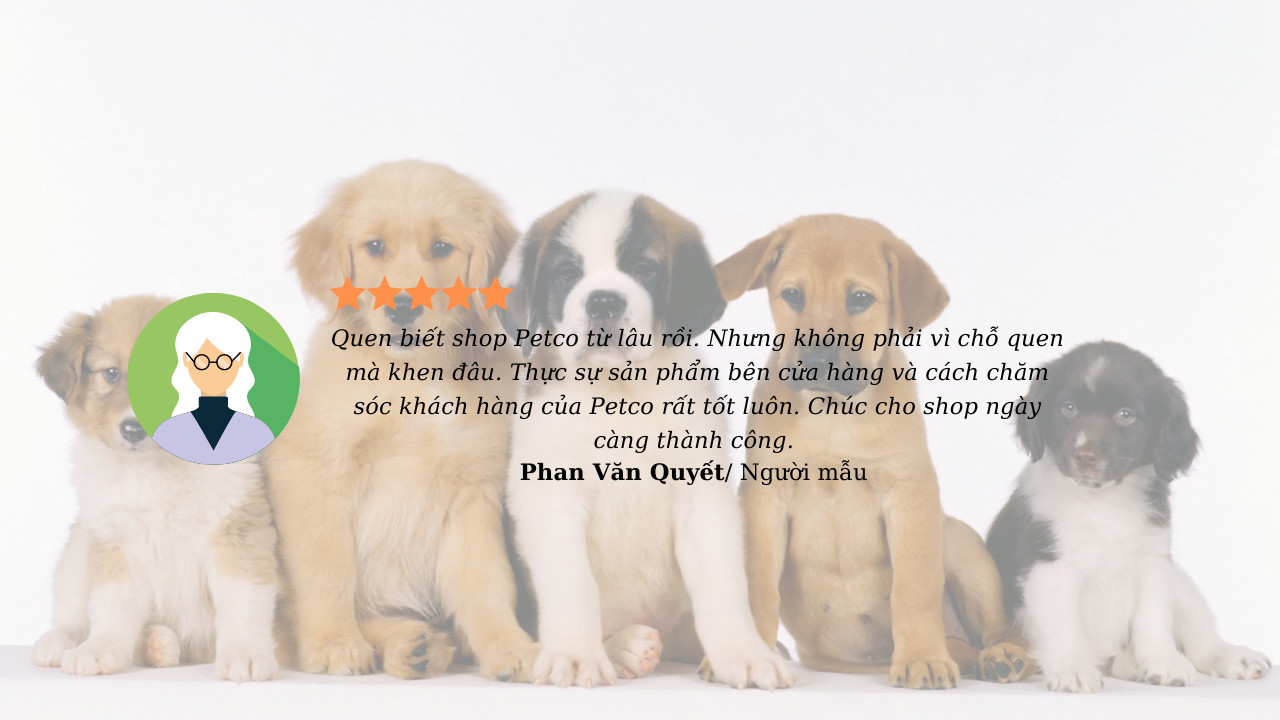 Quen biết shop Petco từ lâu rồi. Nhưng không phải vì chỗ quen
mà khen đâu. Thực sự sản phẩm bên cửa hàng và cách chăm
sóc khách hàng của Petco rất tốt luôn. Chúc cho shop ngày
càng thành công.
Phan Văn Quyết/ Người mẫu